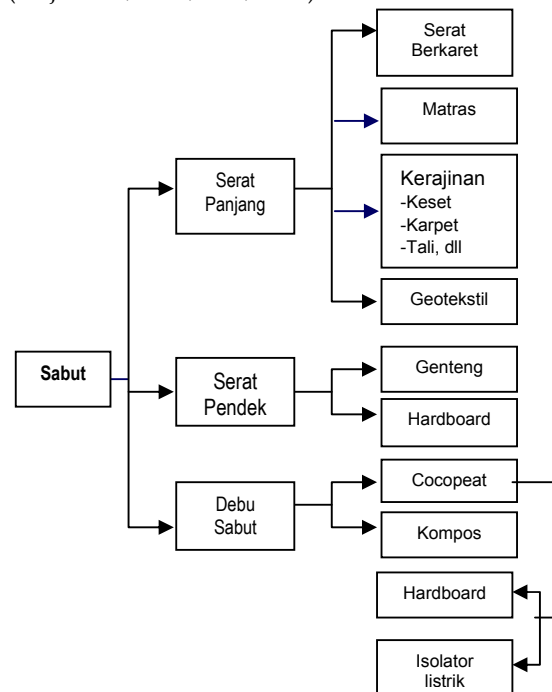 Serat
Berkaret
Matras
Serat
Panjang
Kerajinan
-Keset
-Karpet
-Tali, dll
Geotekstil
Sabut
Serat
Pendek
Genteng
Hardboard
Debu
Sabut
Cocopeat
Kompos
Hardboard
Isolator
listrik